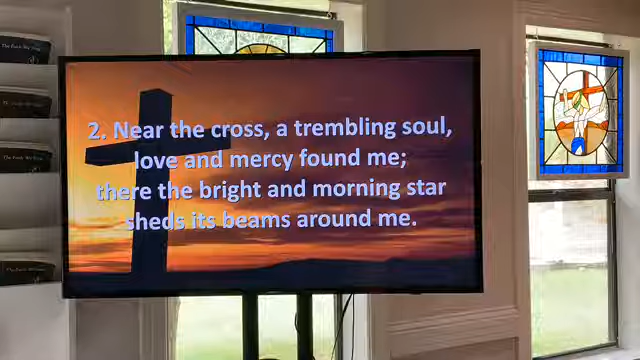 2. Near the cross, a trembling soul,
love and mercy found me;
there the bright and morning star
sheds its beams around me.